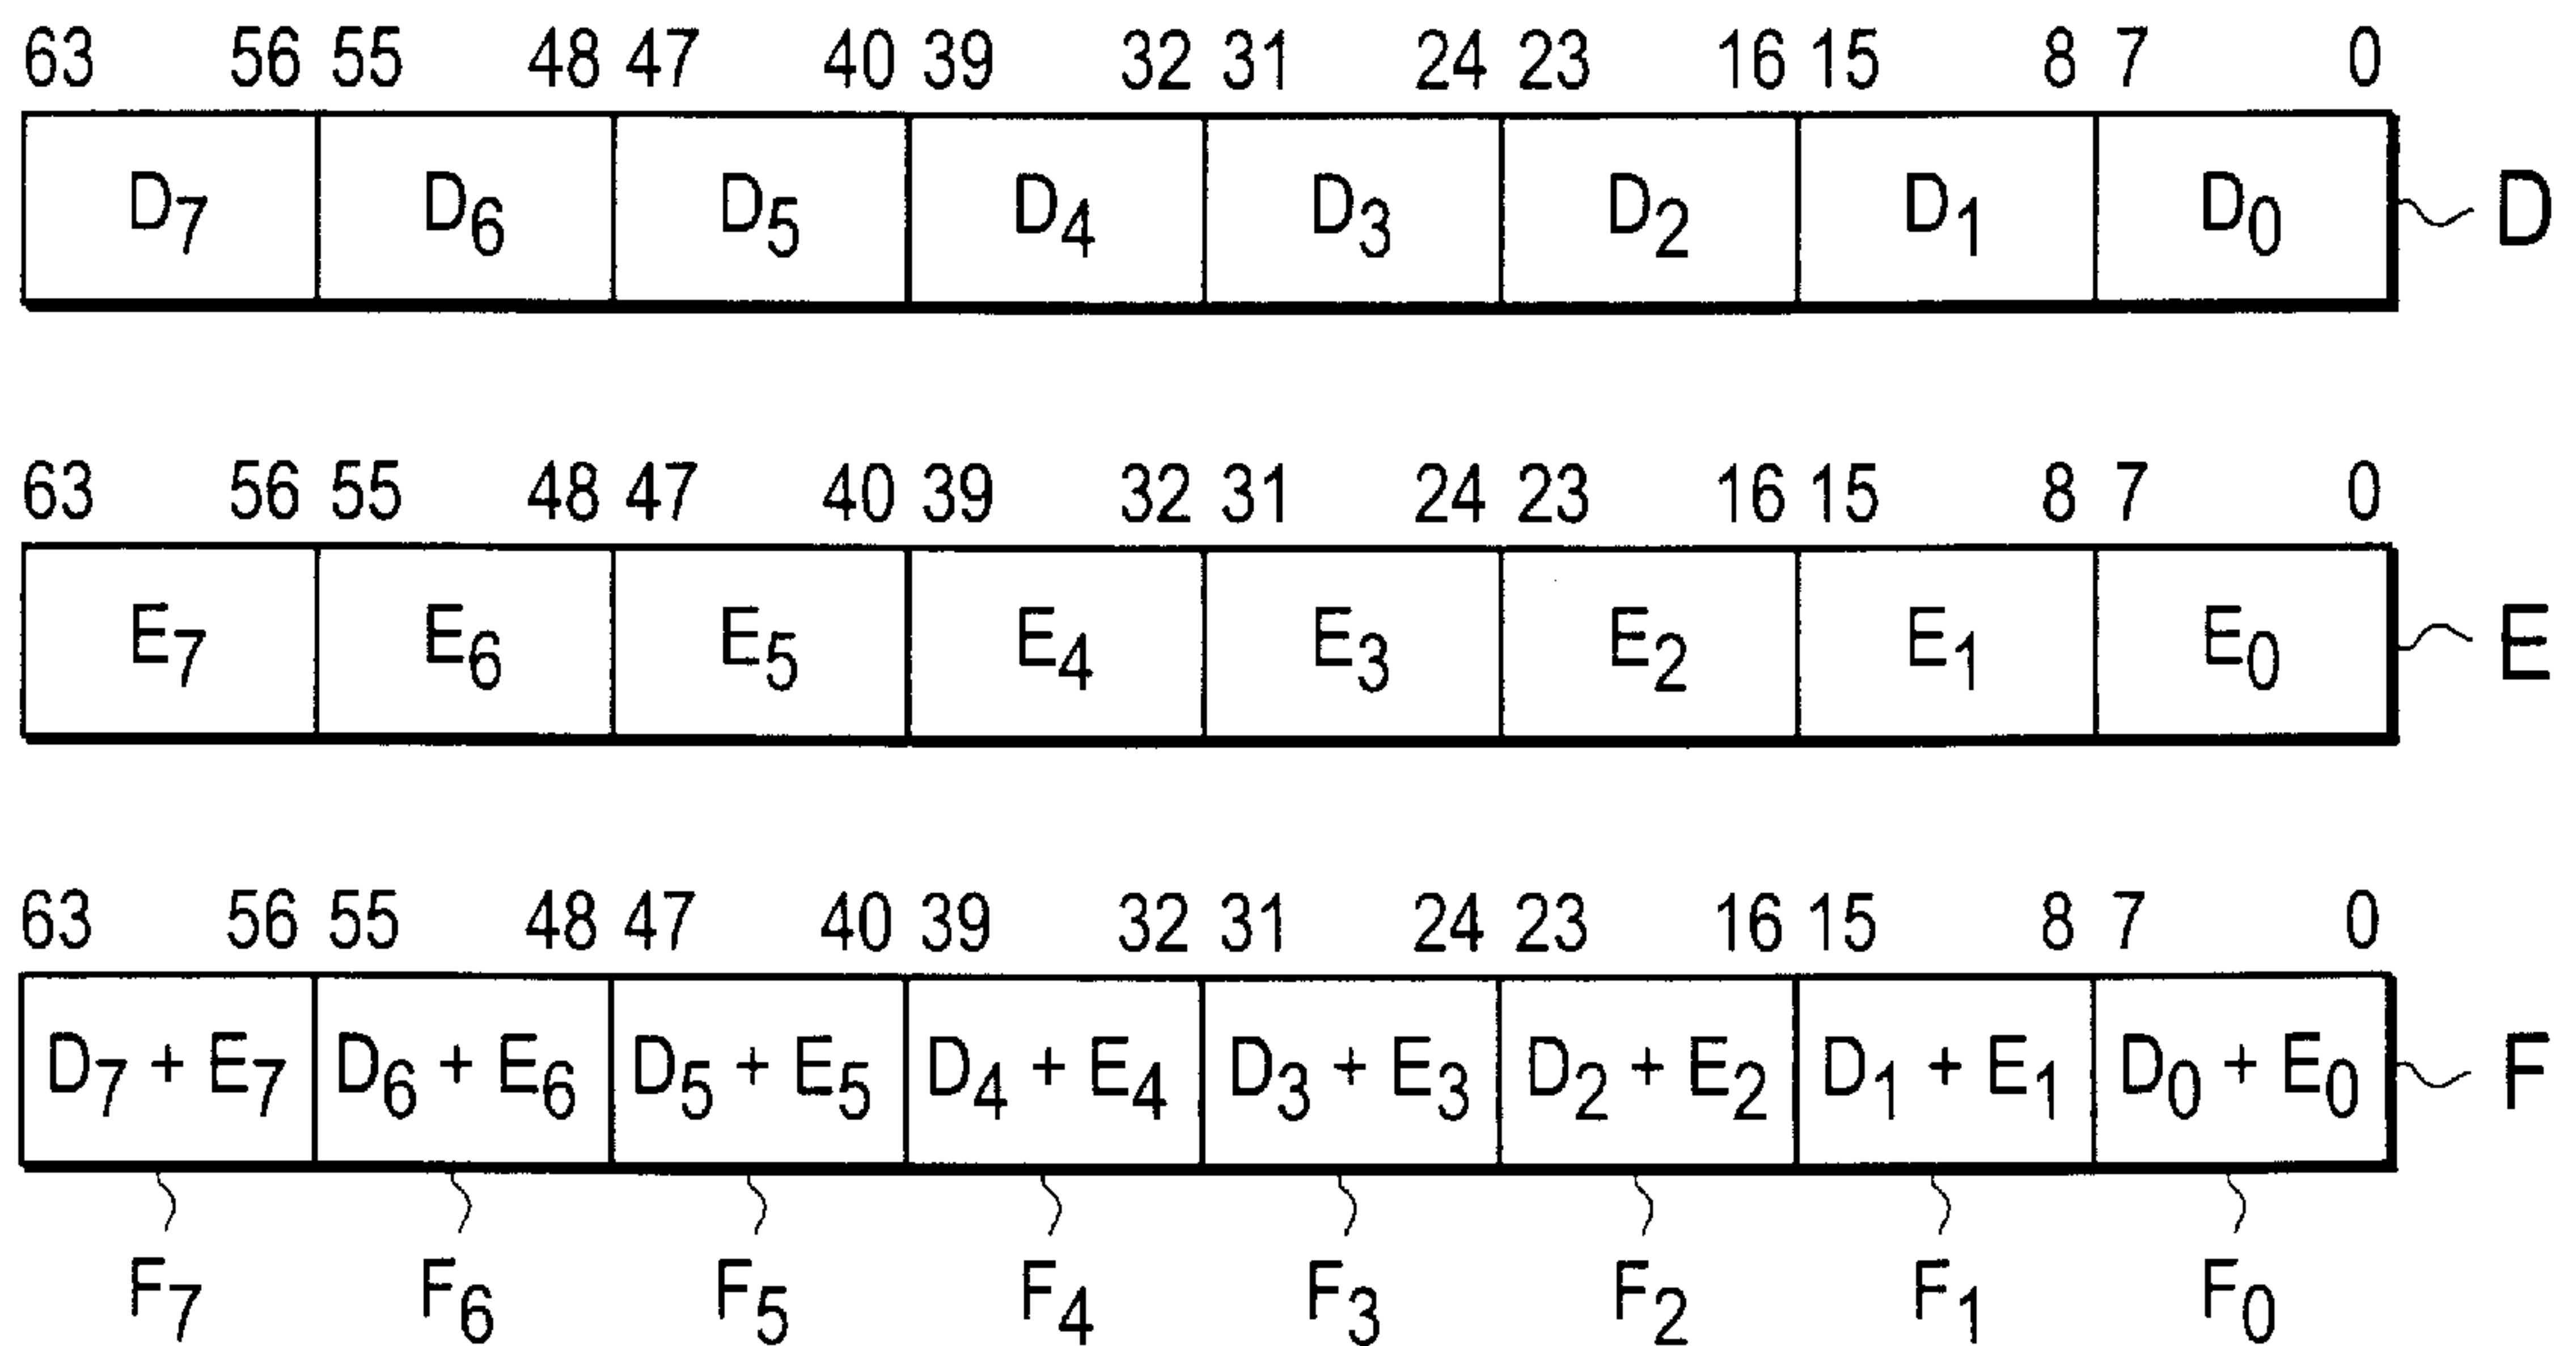 63 56 55 48 47 40 39 32 31 24 23 16 15 8 7 0
D7 D6 D5 D4 D3 D2 D1 D0 D
63 56 55 48 47 40 39 32 31 24 23 16 15 8 7 0
E7 E6 E5 E4 E3 E2 E1 E0 E
63 56 55 48 47 40 39 32 31 24 23 16 15 8 7 0
D7 + E7 D6 + E6 D5 + E5 D4 + E4 D3 + E3 D2 + E2 D1 + E1 D0 + E0 F
F7 F6 F5 F4 F3 F2 F1 F0